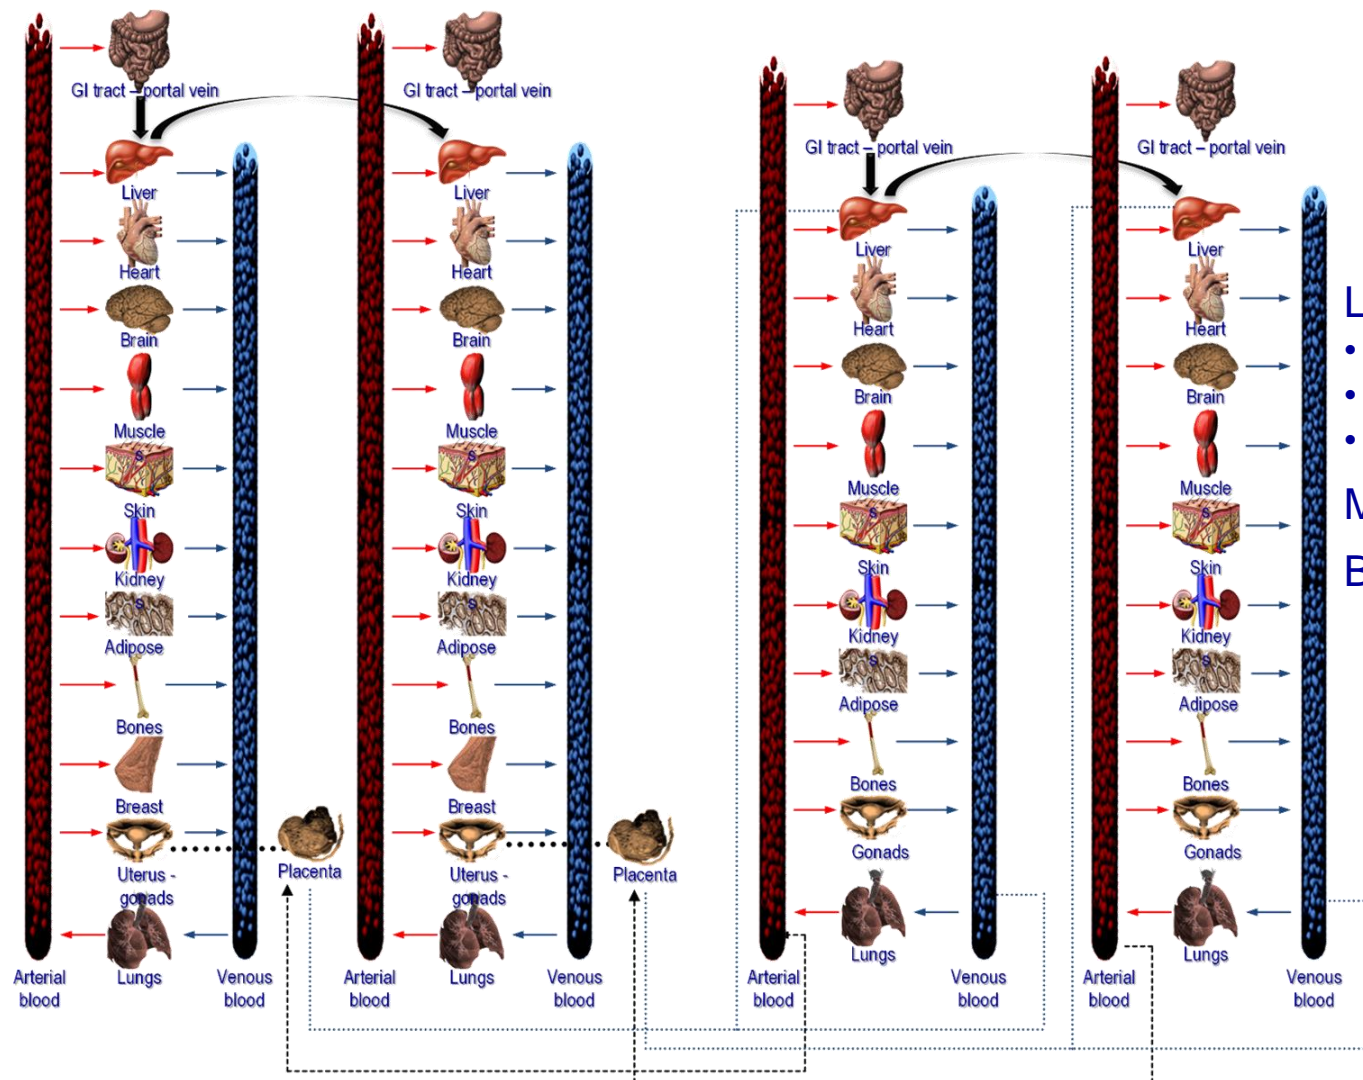 GI tract – portal vein
Liver
Heart
Brain
Muscle
s
Skin
Kidney
s
Adipose
Bones
Breast
Uterus -
gonads
Lungs
Arterial
blood
Venous
blood
Placenta
GI tract – portal vein
Liver
Heart
Brain
Muscle
s
Skin
Kidney
s
Adipose
Bones
Breast
Uterus -
gonads
Lungs
Arterial
blood
Venous
blood
Placenta
GI tract – portal vein
Liver
Heart
Brain
Muscle
s
Skin
Kidney
s
Adipose
Bones
Gonads
Lungs
Arterial
blood
Venous
blood
GI tract – portal vein
Liver
Heart
Brain
Muscle
s
Skin
Kidney
s
Adipose
Bones
Gonads
Lungs
Arterial
blood
Venous
blood
L
•
•
•
M
B